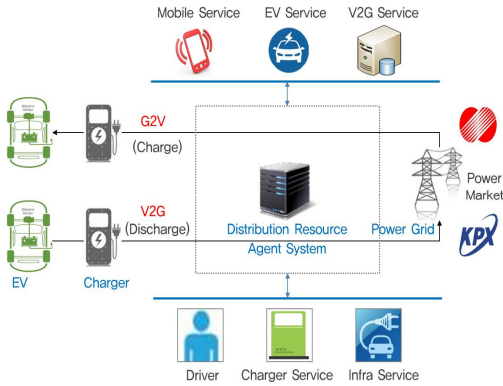 Mobile Service
EV Service
V2G Service
G2V
(Charge)
V2G
(Discharge)
Distribution Resource
Agent System
Power Grid
Power
Market
KPX
EV
Charger
Driver
Charger Service
Infra Service